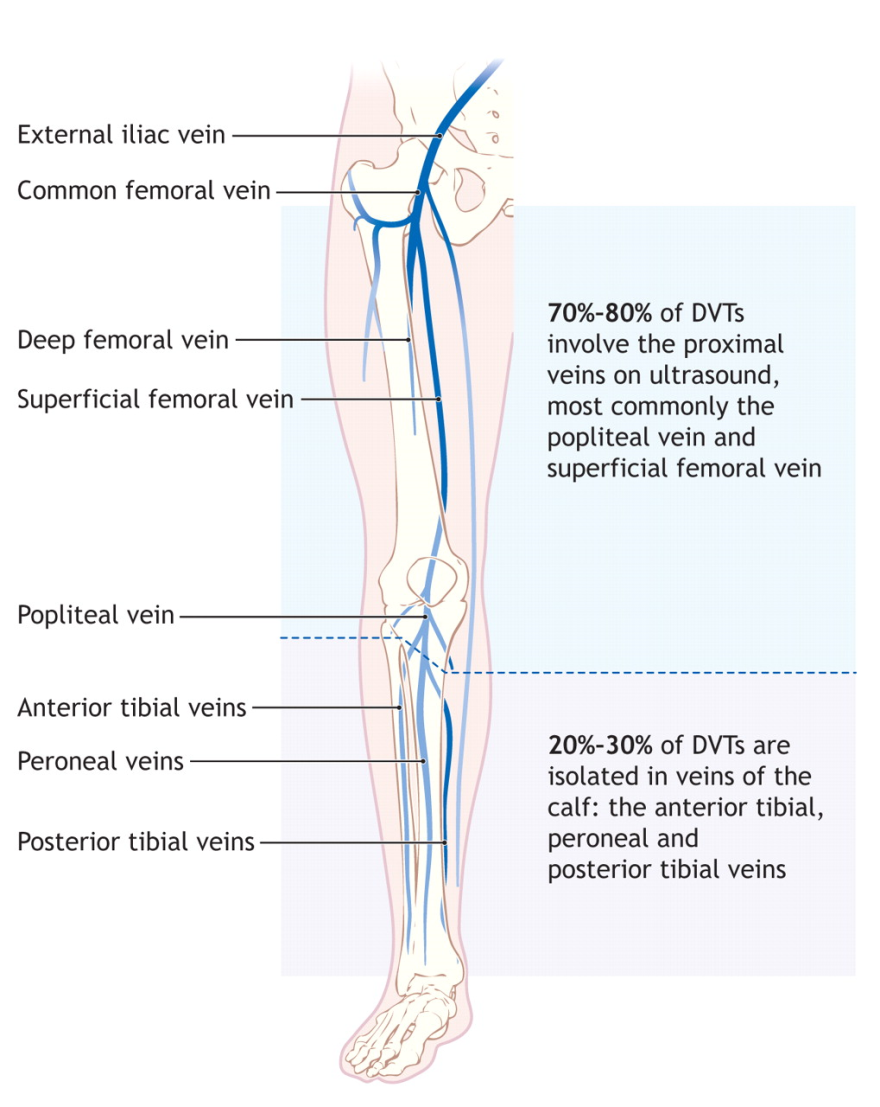 External iliac vein
Common femoral vein
Deep femoral vein
Superficial femoral vein
Popliteal vein
Anterior tibial veins
Peroneal veins
Posterior tibial veins
70%–80% of DVTs
involve the proximal
veins on ultrasound,
most commonly the
popliteal vein and
superficial femoral vein
20%–30% of DVTs are
isolated in veins of the
calf: the anterior tibial,
peroneal and
posterior tibial veins